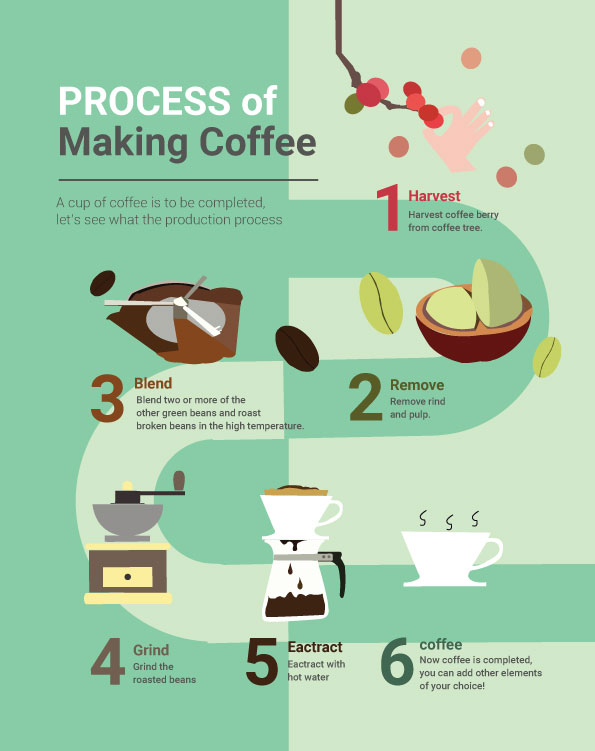 PROCESS of
Making Coffee
A cup of coffee is to be completed,
let's see what the production process
1 Harvest
Harvest coffee berry
from coffee tree.
2 Remove
Remove rind
and pulp.
3 Blend
Blend two or more of the
other green beans and roast
broken beans in the high temperature.
4 Grind
Grind the
roasted beans
5 Eactract
Eactract with
hot water
6 coffee
Now coffee is completed,
you can add other elements
of your choice!